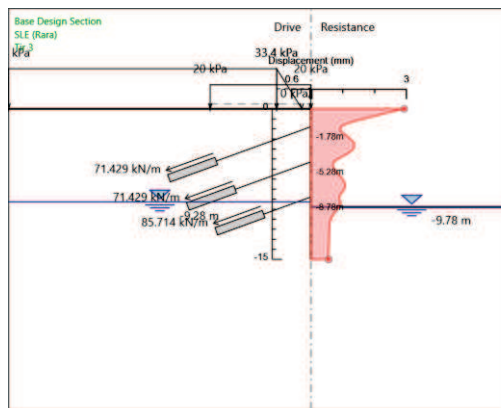 Base Design Section
SLE (Rara)
Tir 3
Drive
Resistance
kPa
33.4 kPa
Displacement (mm)
20 kPa
20 kPa
0.6
3
0 kPa
0
-1.78m
71.429 kN/m
-5.28m
71.429 kN/m
-8.78m
-9.28 m
85.714 kN/m
-9.78 m
-15